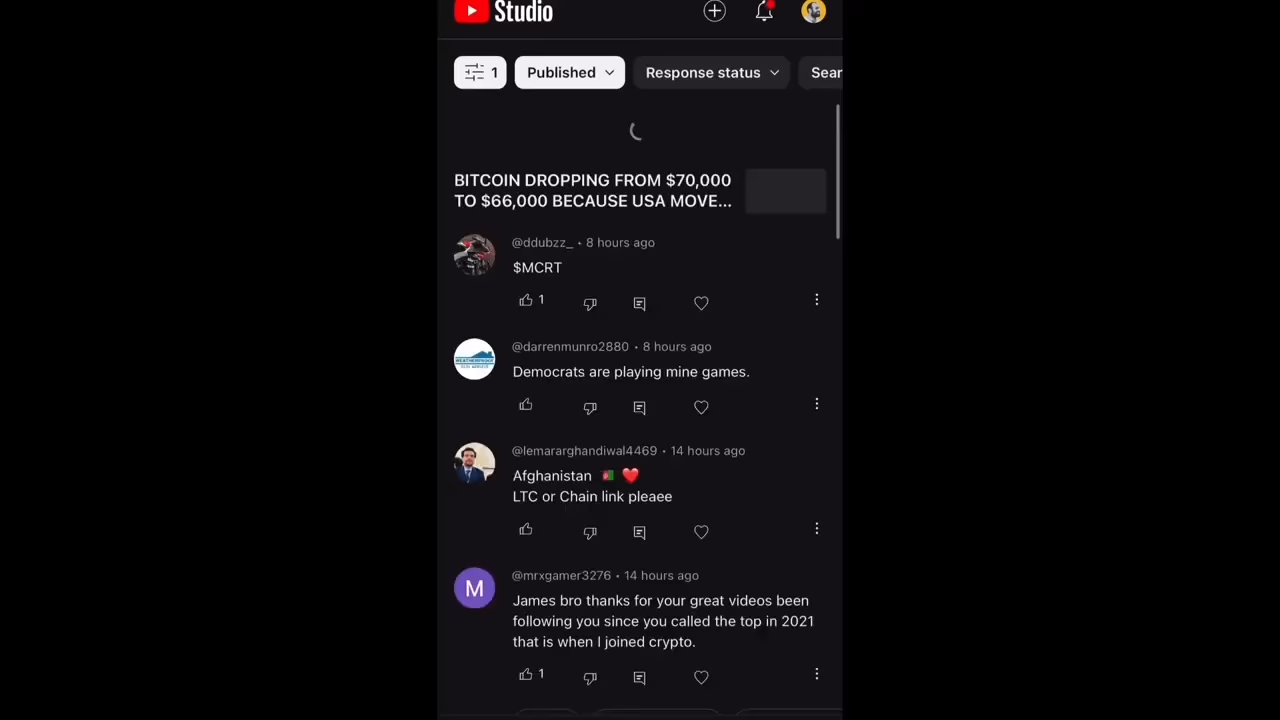 Studio
1
Published
Response status
Sear
BITCOIN DROPPING FROM $70,000
TO $66,000 BECAUSE USA MOVE...
@ddubzz_ • 8 hours ago
$MCRT
1
@darrenmunro2880 • 8 hours ago
Democrats are playing mine games.
@lemararghandiwal4469 • 14 hours ago
Afghanistan 🇦🇫 ❤️
LTC or Chain link pleaee
M
@mrxgamer3276 • 14 hours ago
James bro thanks for your great videos been
following you since you called the top in 2021
that is when I joined crypto.
1